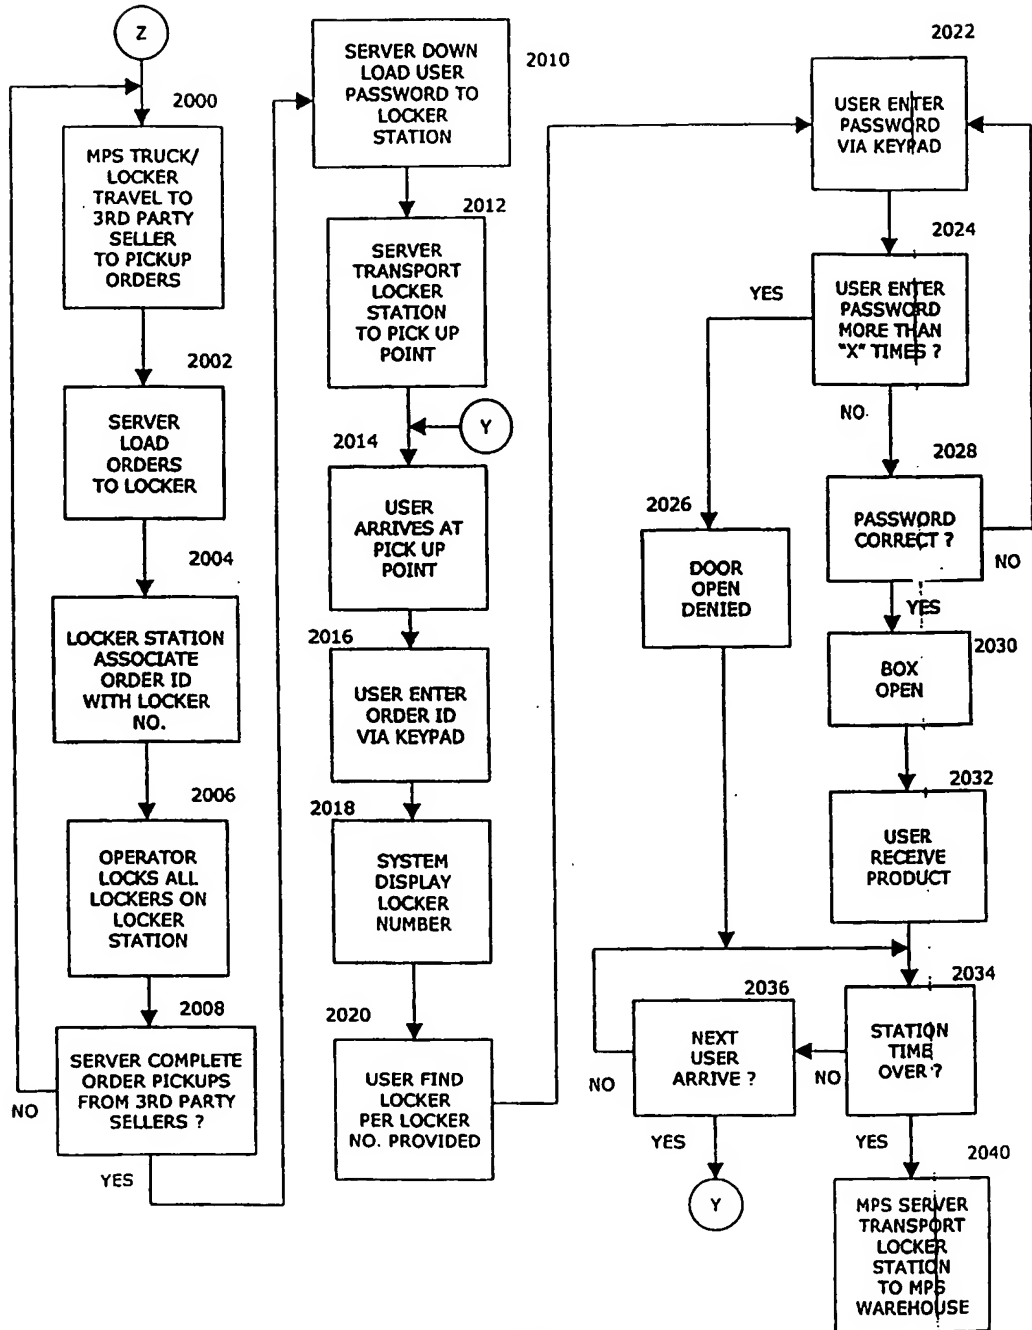 Z
2000
MPS TRUCK/
LOCKER
TRAVEL TO
3RD PARTY
SELLER
TO PICKUP
ORDERS
2002
SERVER
LOAD
ORDERS
TO LOCKER
2004
LOCKER STATION
ASSOCIATE
ORDER ID
WITH LOCKER
NO.
2006
OPERATOR
LOCKS ALL
LOCKERS ON
LOCKER
STATION
2008
SERVER COMPLETE
ORDER PICKUPS
FROM 3RD PARTY
SELLERS ?
NO
YES
2010
SERVER DOWN
LOAD USER
PASSWORD TO
LOCKER
STATION
2012
SERVER
TRANSPORT
LOCKER
STATION
TO PICK UP
POINT
Y
2014
USER
ARRIVES AT
PICK UP
POINT
2016
USER ENTER
ORDER ID
VIA KEYPAD
2018
SYSTEM
DISPLAY
LOCKER
NUMBER
2020
USER FIND
LOCKER
PER LOCKER
NO. PROVIDED
2022
USER ENTER
PASSWORD
VIA KEYPAD
2024
USER ENTER
PASSWORD
MORE THAN
"X" TIMES ?
YES
NO
2026
DOOR
OPEN
DENIED
2028
PASSWORD
CORRECT ?
NO
YES
2030
BOX
OPEN
2032
USER
RECEIVE
PRODUCT
2034
STATION
TIME
OVER ?
NO
YES
2036
NEXT
USER
ARRIVE ?
NO
YES
Y
2040
MPS SERVER
TRANSPORT
LOCKER
STATION
TO MPS
WAREHOUSE